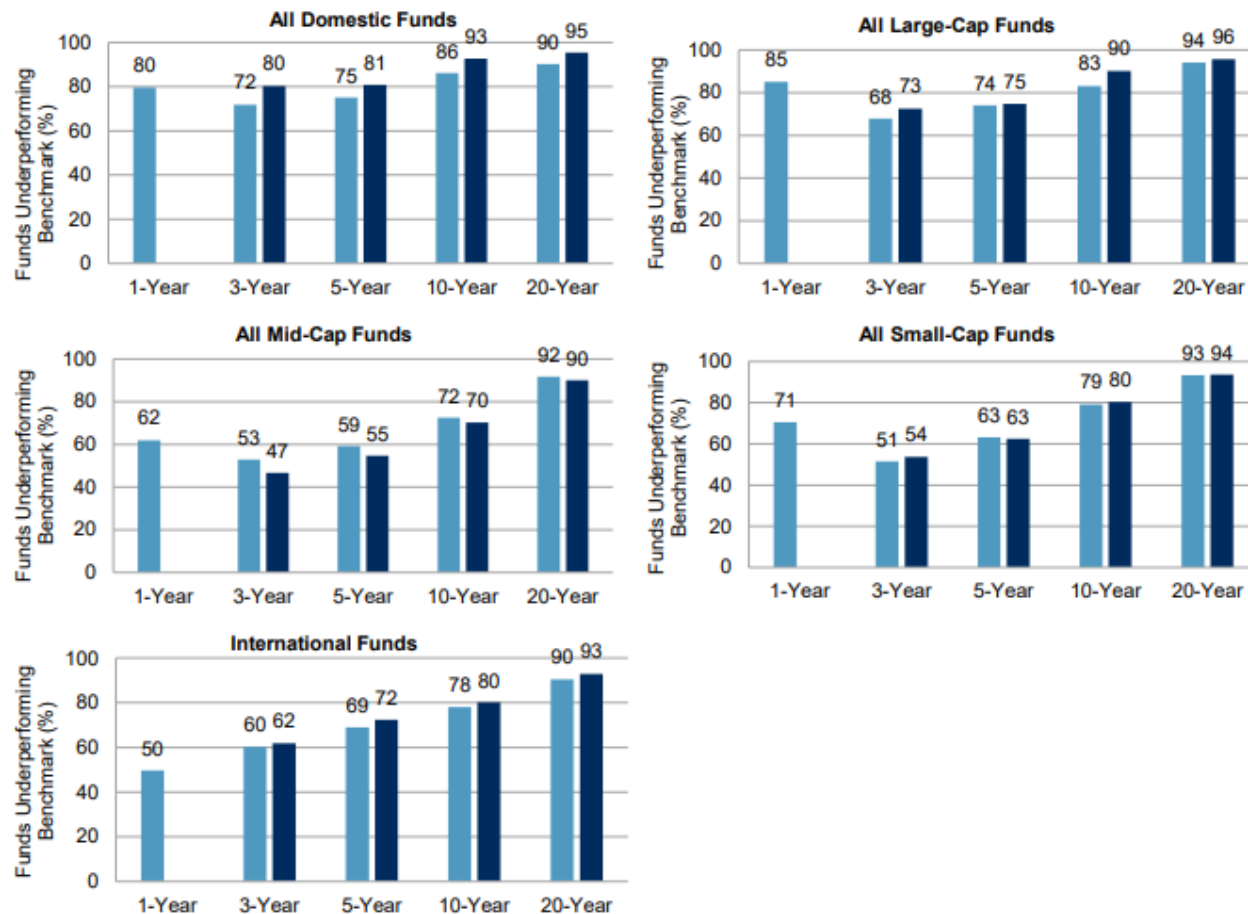 All Domestic Funds
Funds Underperforming
Benchmark (%)
100
80
60
40
20
0
80
72 80
75 81
86 93
90 95
1-Year 3-Year 5-Year 10-Year 20-Year
All Large-Cap Funds
Funds Underperforming
Benchmark (%)
100
80
60
40
20
0
85
68 73
74 75
83 90
94 96
1-Year 3-Year 5-Year 10-Year 20-Year
All Mid-Cap Funds
Funds Underperforming
Benchmark (%)
100
80
60
40
20
0
62
53 47
59 55
72 70
92 90
1-Year 3-Year 5-Year 10-Year 20-Year
All Small-Cap Funds
Funds Underperforming
Benchmark (%)
100
80
60
40
20
0
71
51 54
63 63
79 80
93 94
1-Year 3-Year 5-Year 10-Year 20-Year
International Funds
Funds Underperforming
Benchmark (%)
100
80
60
40
20
0
50
60 62
69 72
78 80
90 93
1-Year 3-Year 5-Year 10-Year 20-Year